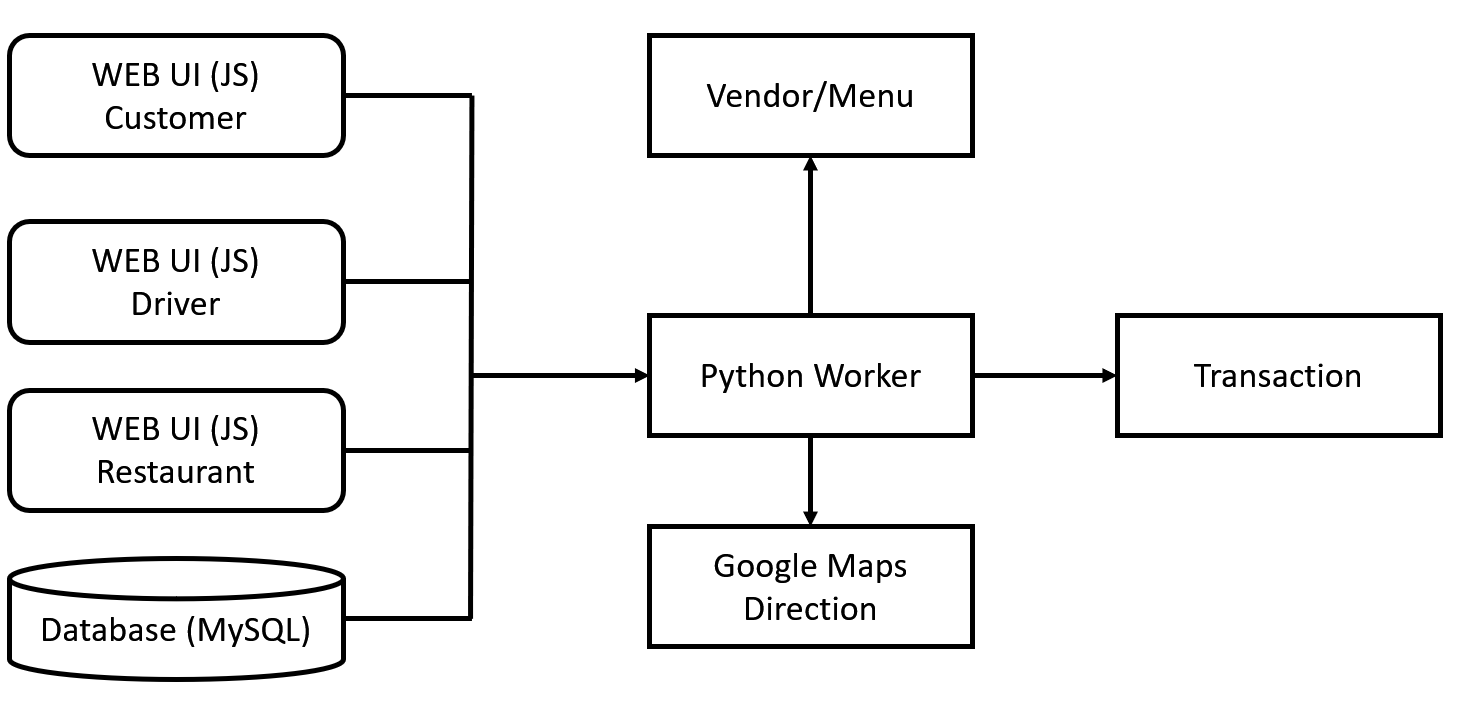 WEB UI (JS)
Customer
WEB UI (JS)
Driver
WEB UI (JS)
Restaurant
Database (MySQL)
Vendor/Menu
Python Worker
Google Maps
Direction
Transaction